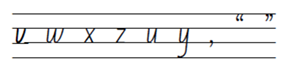 v w x z u y , “ ”